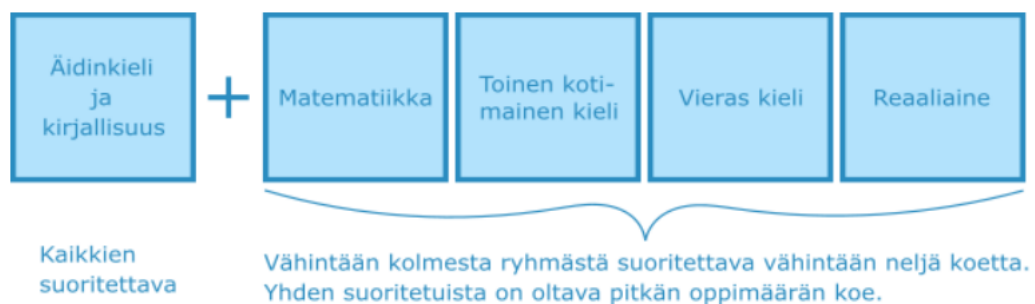 Äidinkieli
ja
kirjallisuus
+
Matematiikka
Toinen koti-
mainen kieli
Vieras kieli
Reaaliaine
Kaikkien
suoritettava
Vähintään kolmesta ryhmästä suoritettava vähintään neljä koetta.
Yhden suoritetuista on oltava pitkän oppimäärän koe.